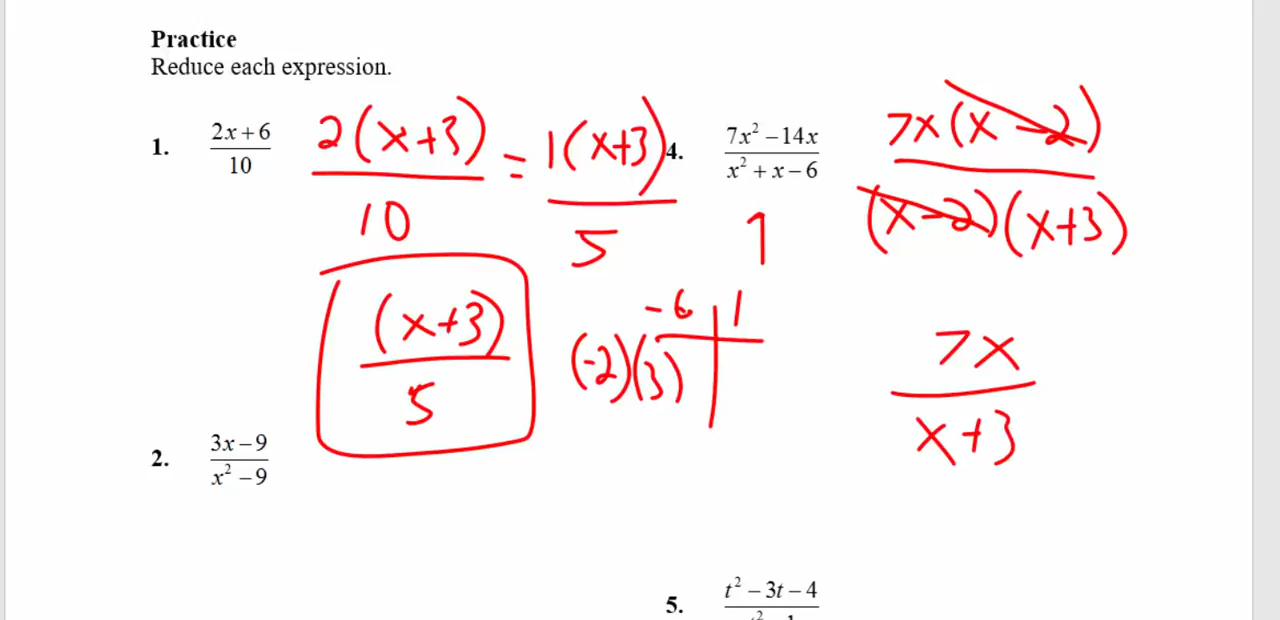 Practice
Reduce each expression.
1. (2x + 6)/10 2(x+3)/10 = 1(x+3)/5
(x+3)/5
2. (3x − 9)/(x² − 9)
4. (7x² − 14x)/(x² + x − 6) 7x(x−2)/(x−2)(x+3)
1
-6 | 1
(-2)(3)
7x/x+3
5. t² − 3t − 4